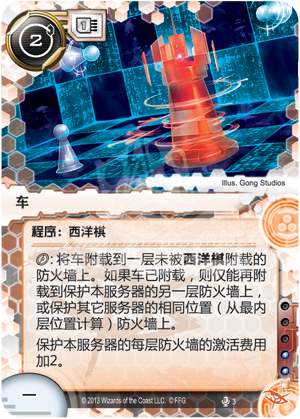 2
Illus. Gong Studios
车
程序：西洋棋
：将车附载到一层未被西洋棋附载的
防火墙上。如果车已附载，则仅能再附
载到保护本服务器的另一层防火墙上，
或保护其它服务器的相同位置（从最内
层位置计算）防火墙上。
保护本服务器的每层防火墙的激活费用
加2。
—
© 2013 Wizards of the Coast LLC. © FFG
3